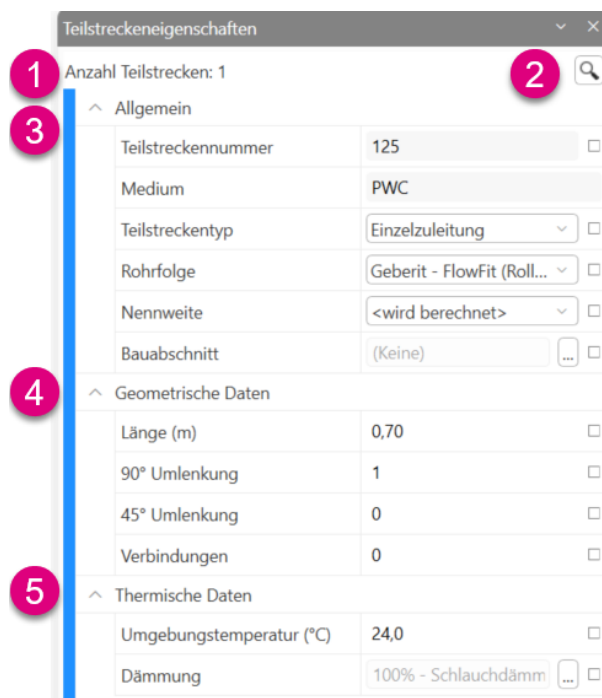 Teilstreckeneigenschaften
1 Anzahl Teilstrecken: 1 2
3 Allgemein
Teilstreckennummer 125
Medium PWC
Teilstreckentyp Einzelzuleitung
Rohrfolge Geberit - FlowFit (Roll...
Nennweite <wird berechnet>
Bauabschnitt (Keine) ...
4 Geometrische Daten
Länge (m) 0,70
90° Umlenkung 1
45° Umlenkung 0
Verbindungen 0
5 Thermische Daten
Umgebungstemperatur (°C) 24,0
Dämmung 100% - Schlauchdämm ...